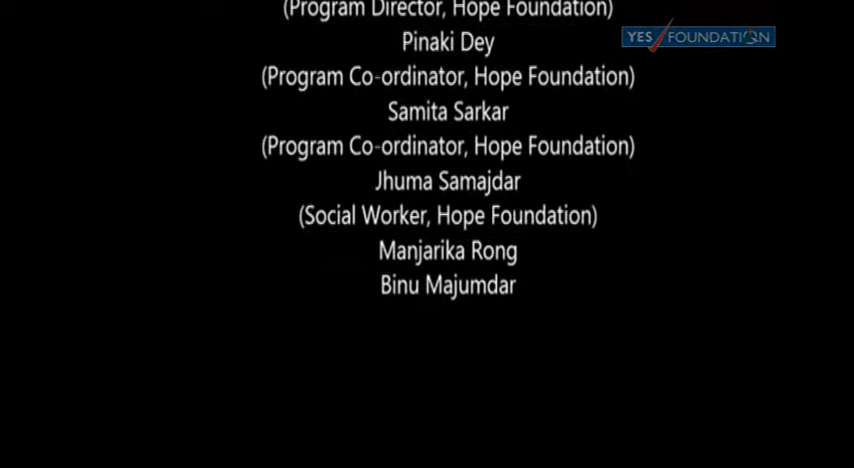 (Program Director, Hope Foundation)
YES FOUNDATION
Pinaki Dey
(Program Co-ordinator, Hope Foundation)
Samita Sarkar
(Program Co-ordinator, Hope Foundation)
Jhuma Samajdar
(Social Worker, Hope Foundation)
Manjarika Rong
Binu Majumdar